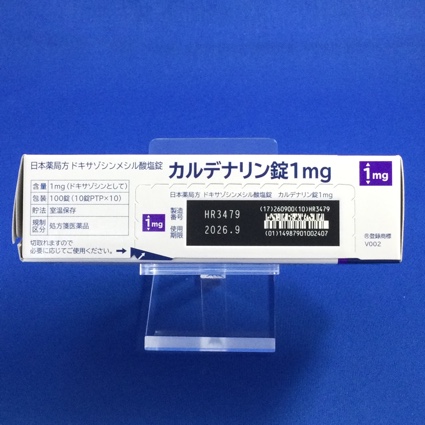 日本薬局方 ドキサゾシンメシル酸塩錠 カルデナリン錠1mg
1mg
含量 1mg(ドキサゾシンとして)
包装 100錠(10錠PTP×10)
貯法 室温保存
規制区分 処方箋医薬品
切取れますので
必要に応じてご使用ください。
日本薬局方 ドキサゾシンメシル酸塩錠 カルデナリン錠1mg
1mg
製造番号 HR3479
使用期限 2026.9
(17)260900(10)HR3479
(01)14987901002407
®登録商標
V002